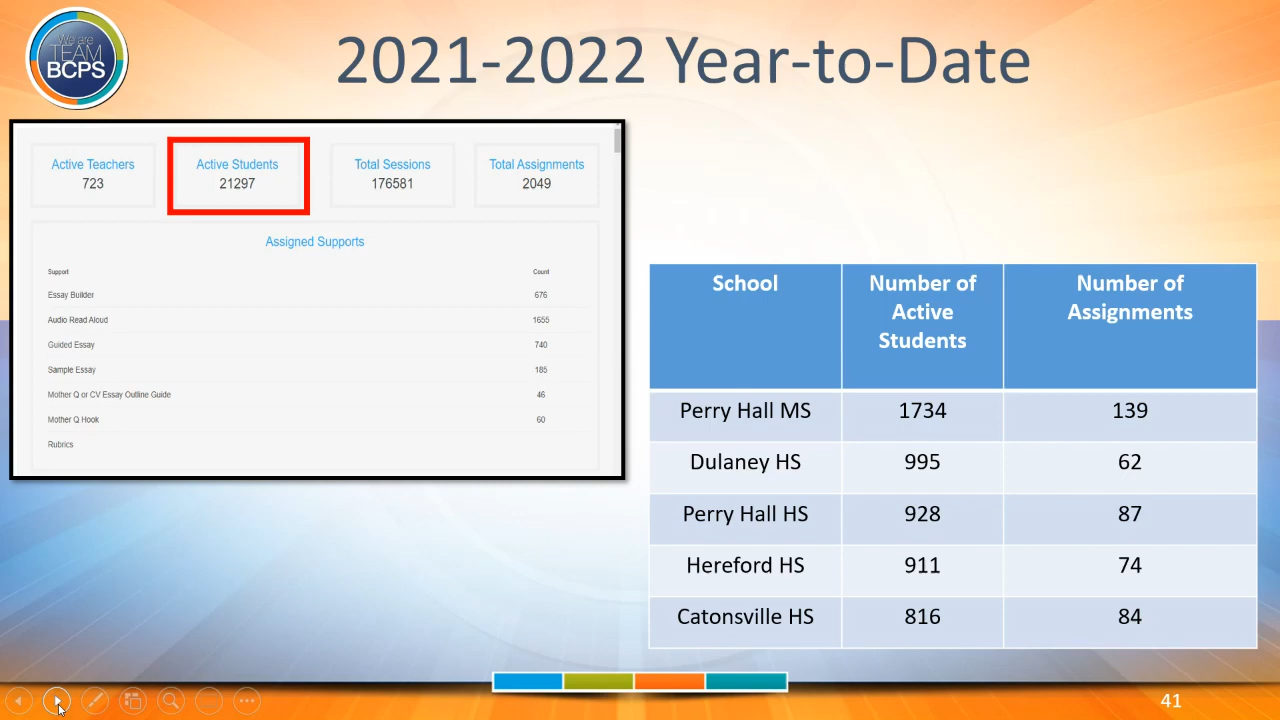 We are
TEAM
BCPS
2021-2022 Year-to-Date
Active Teachers
723
Active Students
21297
Total Sessions
176581
Total Assignments
2049
Assigned Supports
Support Count
Essay Builder 676
Audio Read Aloud 1655
Guided Essay 740
Sample Essay 185
Mother Q or CV Essay Outline Guide 46
Mother Q Hook 60
Rubrics
School Number of Active Students Number of Assignments
Perry Hall MS 1734 139
Dulaney HS 995 62
Perry Hall HS 928 87
Hereford HS 911 74
Catonsville HS 816 84
41